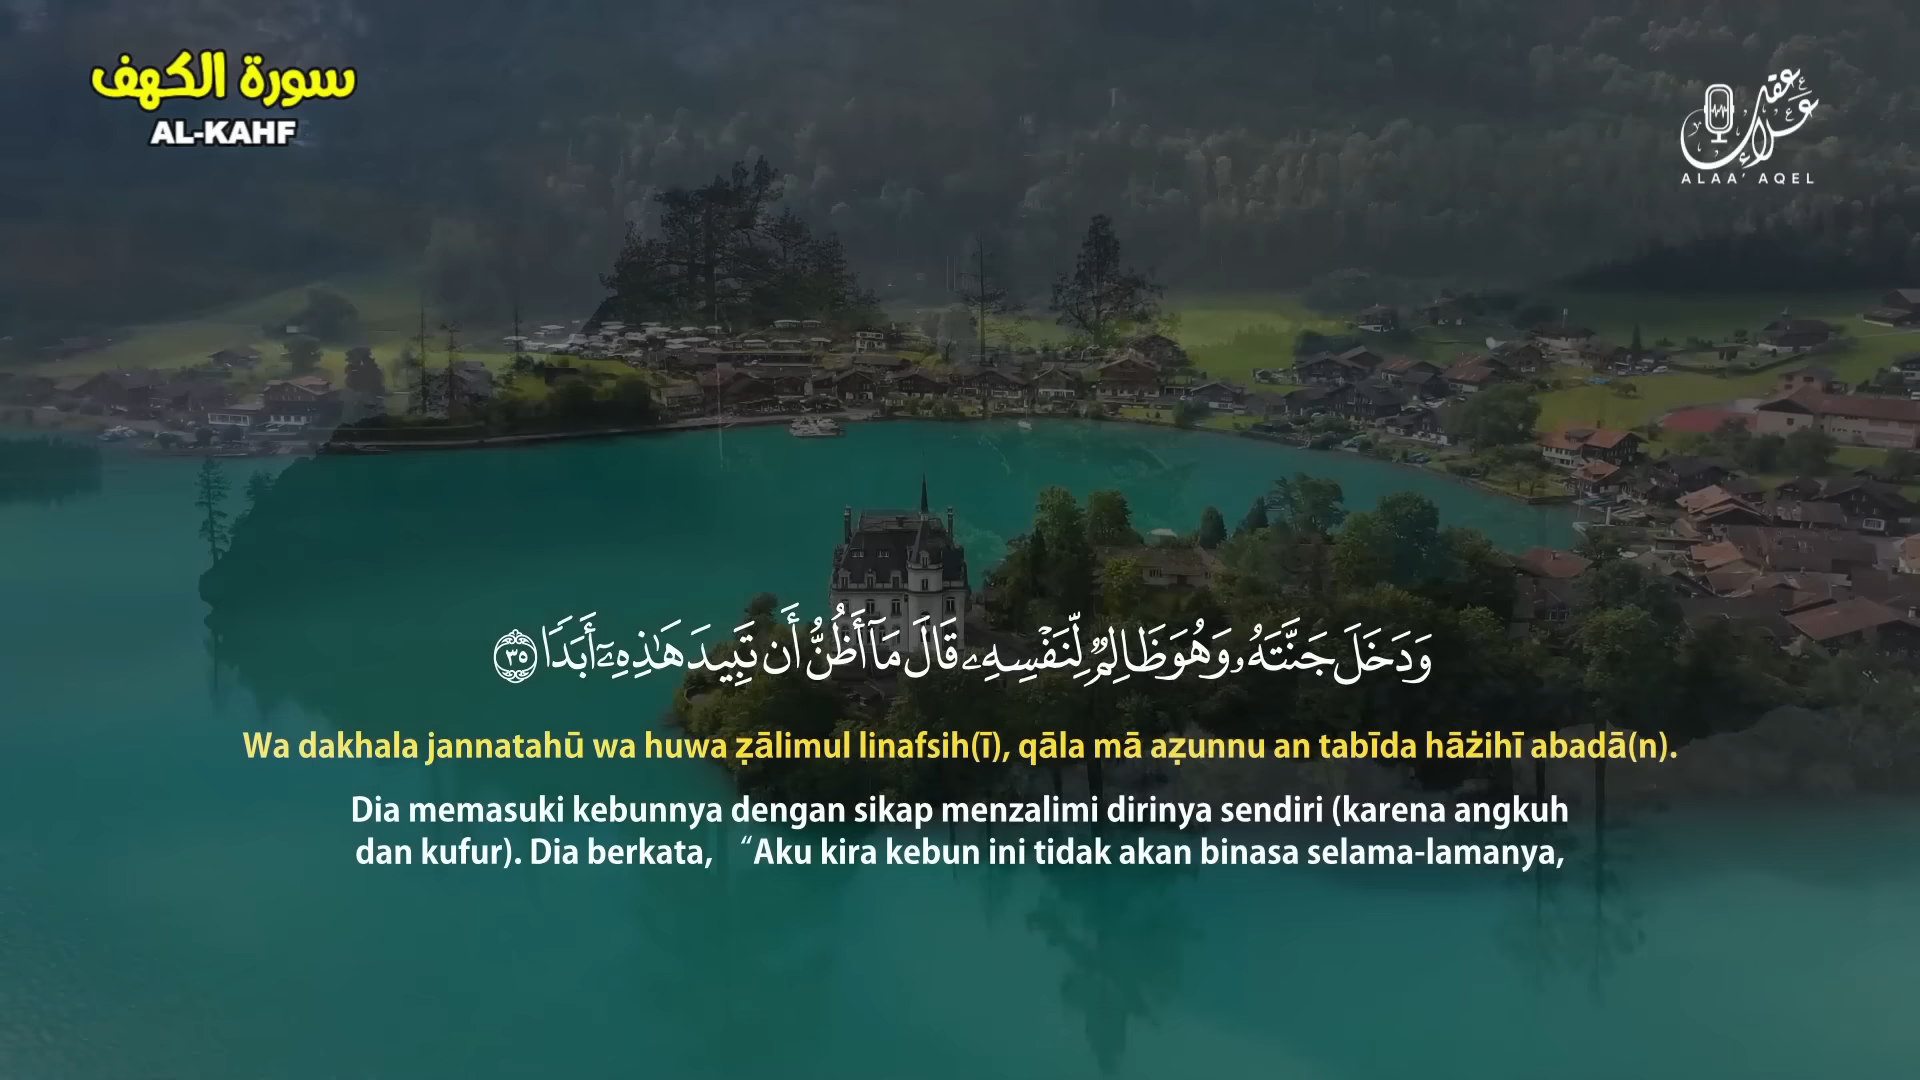 سورة الكهف
AL-KAHF
علاء عقل
ALAA' AQEL
وَدَخَلَ جَنَّتَهُۥ وَهُوَ ظَالِمٌ لِّنَفْسِهِۦ قَالَ مَآ أَظُنُّ أَن تَبِيدَ هَٰذِهِۦٓ أَبَدًا ٣٥
Wa dakhala jannatahū wa huwa ẓālimul linafsih(ī), qāla mā aẓunnu an tabīda hāżihī abadā(n).
Dia memasuki kebunnya dengan sikap menzalimi dirinya sendiri (karena angkuh
dan kufur). Dia berkata, “Aku kira kebun ini tidak akan binasa selama-lamanya,